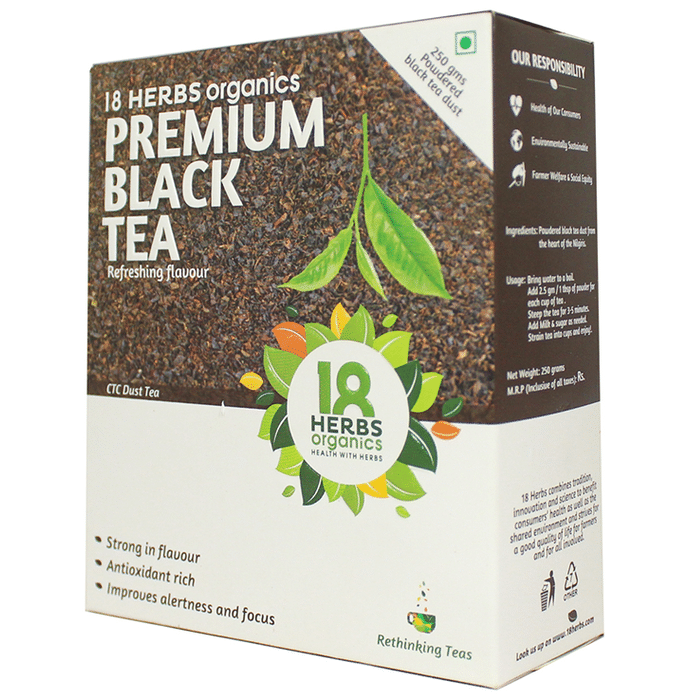 18 HERBS organics
PREMIUM
BLACK
TEA
Refreshing flavour
250 gms
Powdered
black tea dust
CTC Dust Tea
18
HERBS
organics
HEALTH WITH HERBS
Strong in flavour
Antioxidant rich
Improves alertness and focus
Rethinking Teas
OUR RESPONSIBILITY
Health of Our Consumers
Environmentally Sustainable
Farmer Welfare & Social Equity
Ingredients: Powdered black tea dust from
the heart of the Nilgiris.
Usage: Bring water to a boil.
Add 2.5 gm / 1 tbsp of powder for
each cup of tea .
Steep the tea for 3-5 minutes.
Add Milk & sugar as needed.
Strain tea into cups and enjoy!.
Net Weight: 250 grams
M.R.P (Inclusive of all taxes): Rs.
18 Herbs combines tradition,
innovation and science to benefit
consumers' health as well as the
shared environment and strives for
a good quality of life for farmers
and for all involved.
7
OTHER
Look us up on www.18herbs.com